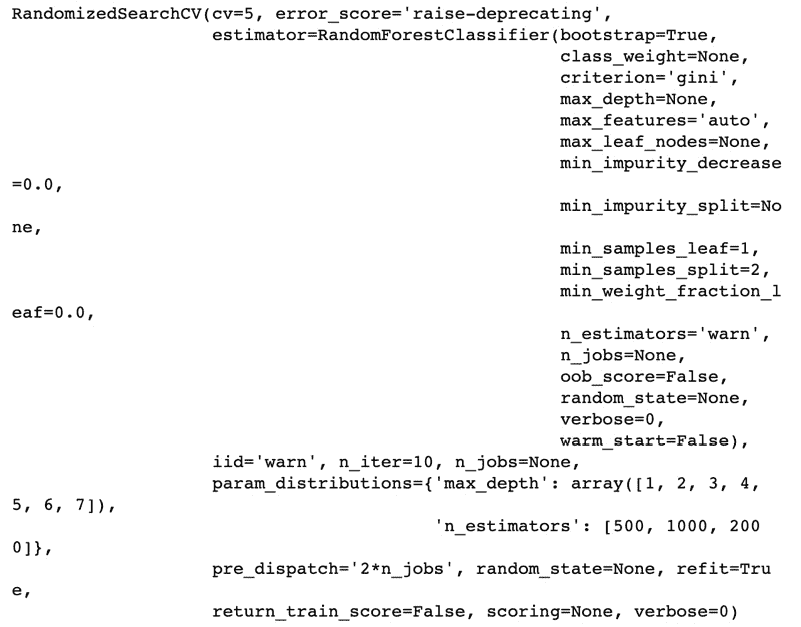 RandomizedSearchCV(cv=5, error_score='raise-deprecating',
estimator=RandomForestClassifier(bootstrap=True,
class_weight=None,
criterion='gini',
max_depth=None,
max_features='auto',
max_leaf_nodes=None,
min_impurity_decrease
=0.0,
min_impurity_split=No
ne,
min_samples_leaf=1,
min_samples_split=2,
min_weight_fraction_l
eaf=0.0,
n_estimators='warn',
n_jobs=None,
oob_score=False,
random_state=None,
verbose=0,
warm_start=False),
iid='warn', n_iter=10, n_jobs=None,
param_distributions={'max_depth': array([1, 2, 3, 4,
5, 6, 7]),
'n_estimators': [500, 1000, 200
0]},
pre_dispatch='2*n_jobs', random_state=None, refit=Tru
e,
return_train_score=False, scoring=None, verbose=0)